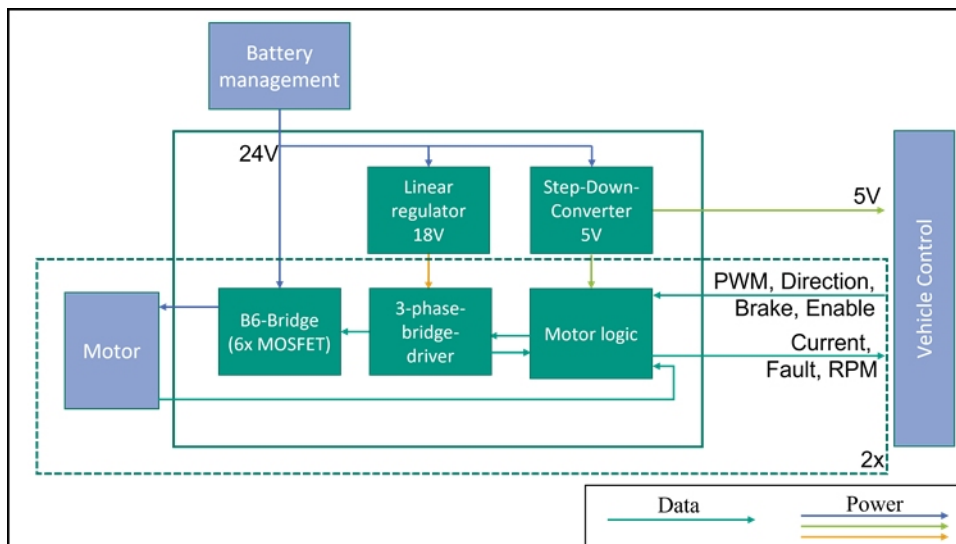 Battery
management
24V
Linear
regulator
18V
Step-Down-
Converter
5V
5V
Vehicle Control
PWM, Direction,
Brake, Enable
Motor
B6-Bridge
(6x MOSFET)
3-phase-
bridge-
driver
Motor logic
Current,
Fault, RPM
2x
Data
Power